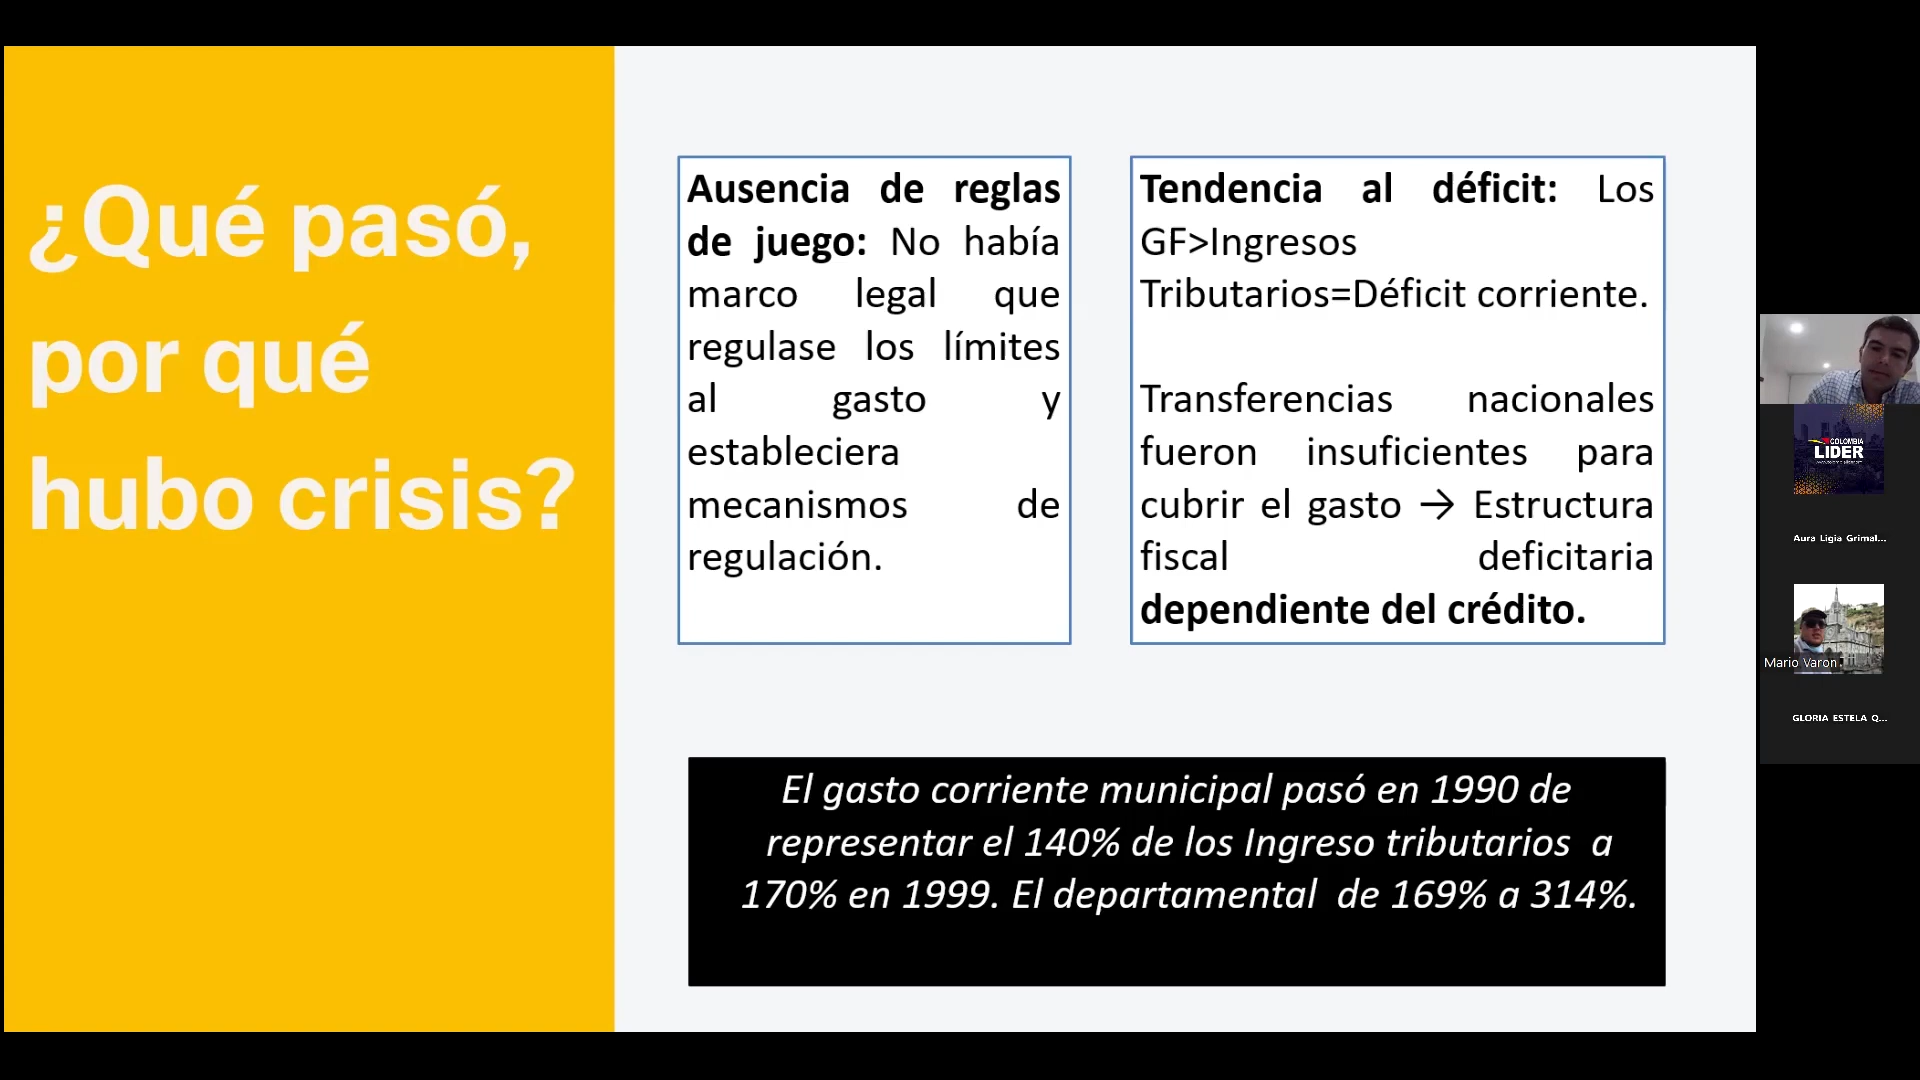 ¿Qué pasó,
por qué
hubo crisis?
Ausencia de reglas
de juego: No había
marco legal que
regulase los límites
al gasto y
estableciera
mecanismos de
regulación.
Tendencia al déficit: Los
GF>Ingresos
Tributarios=Déficit corriente.
Transferencias nacionales
fueron insuficientes para
cubrir el gasto → Estructura
fiscal deficitaria
dependiente del crédito.
El gasto corriente municipal pasó en 1990 de
representar el 140% de los Ingreso tributarios a
170% en 1999. El departamental de 169% a 314%.
COLOMBIA
LIDER
Aura Ligia Grimal...
Mario Varon
GLORIA ESTELA Q...